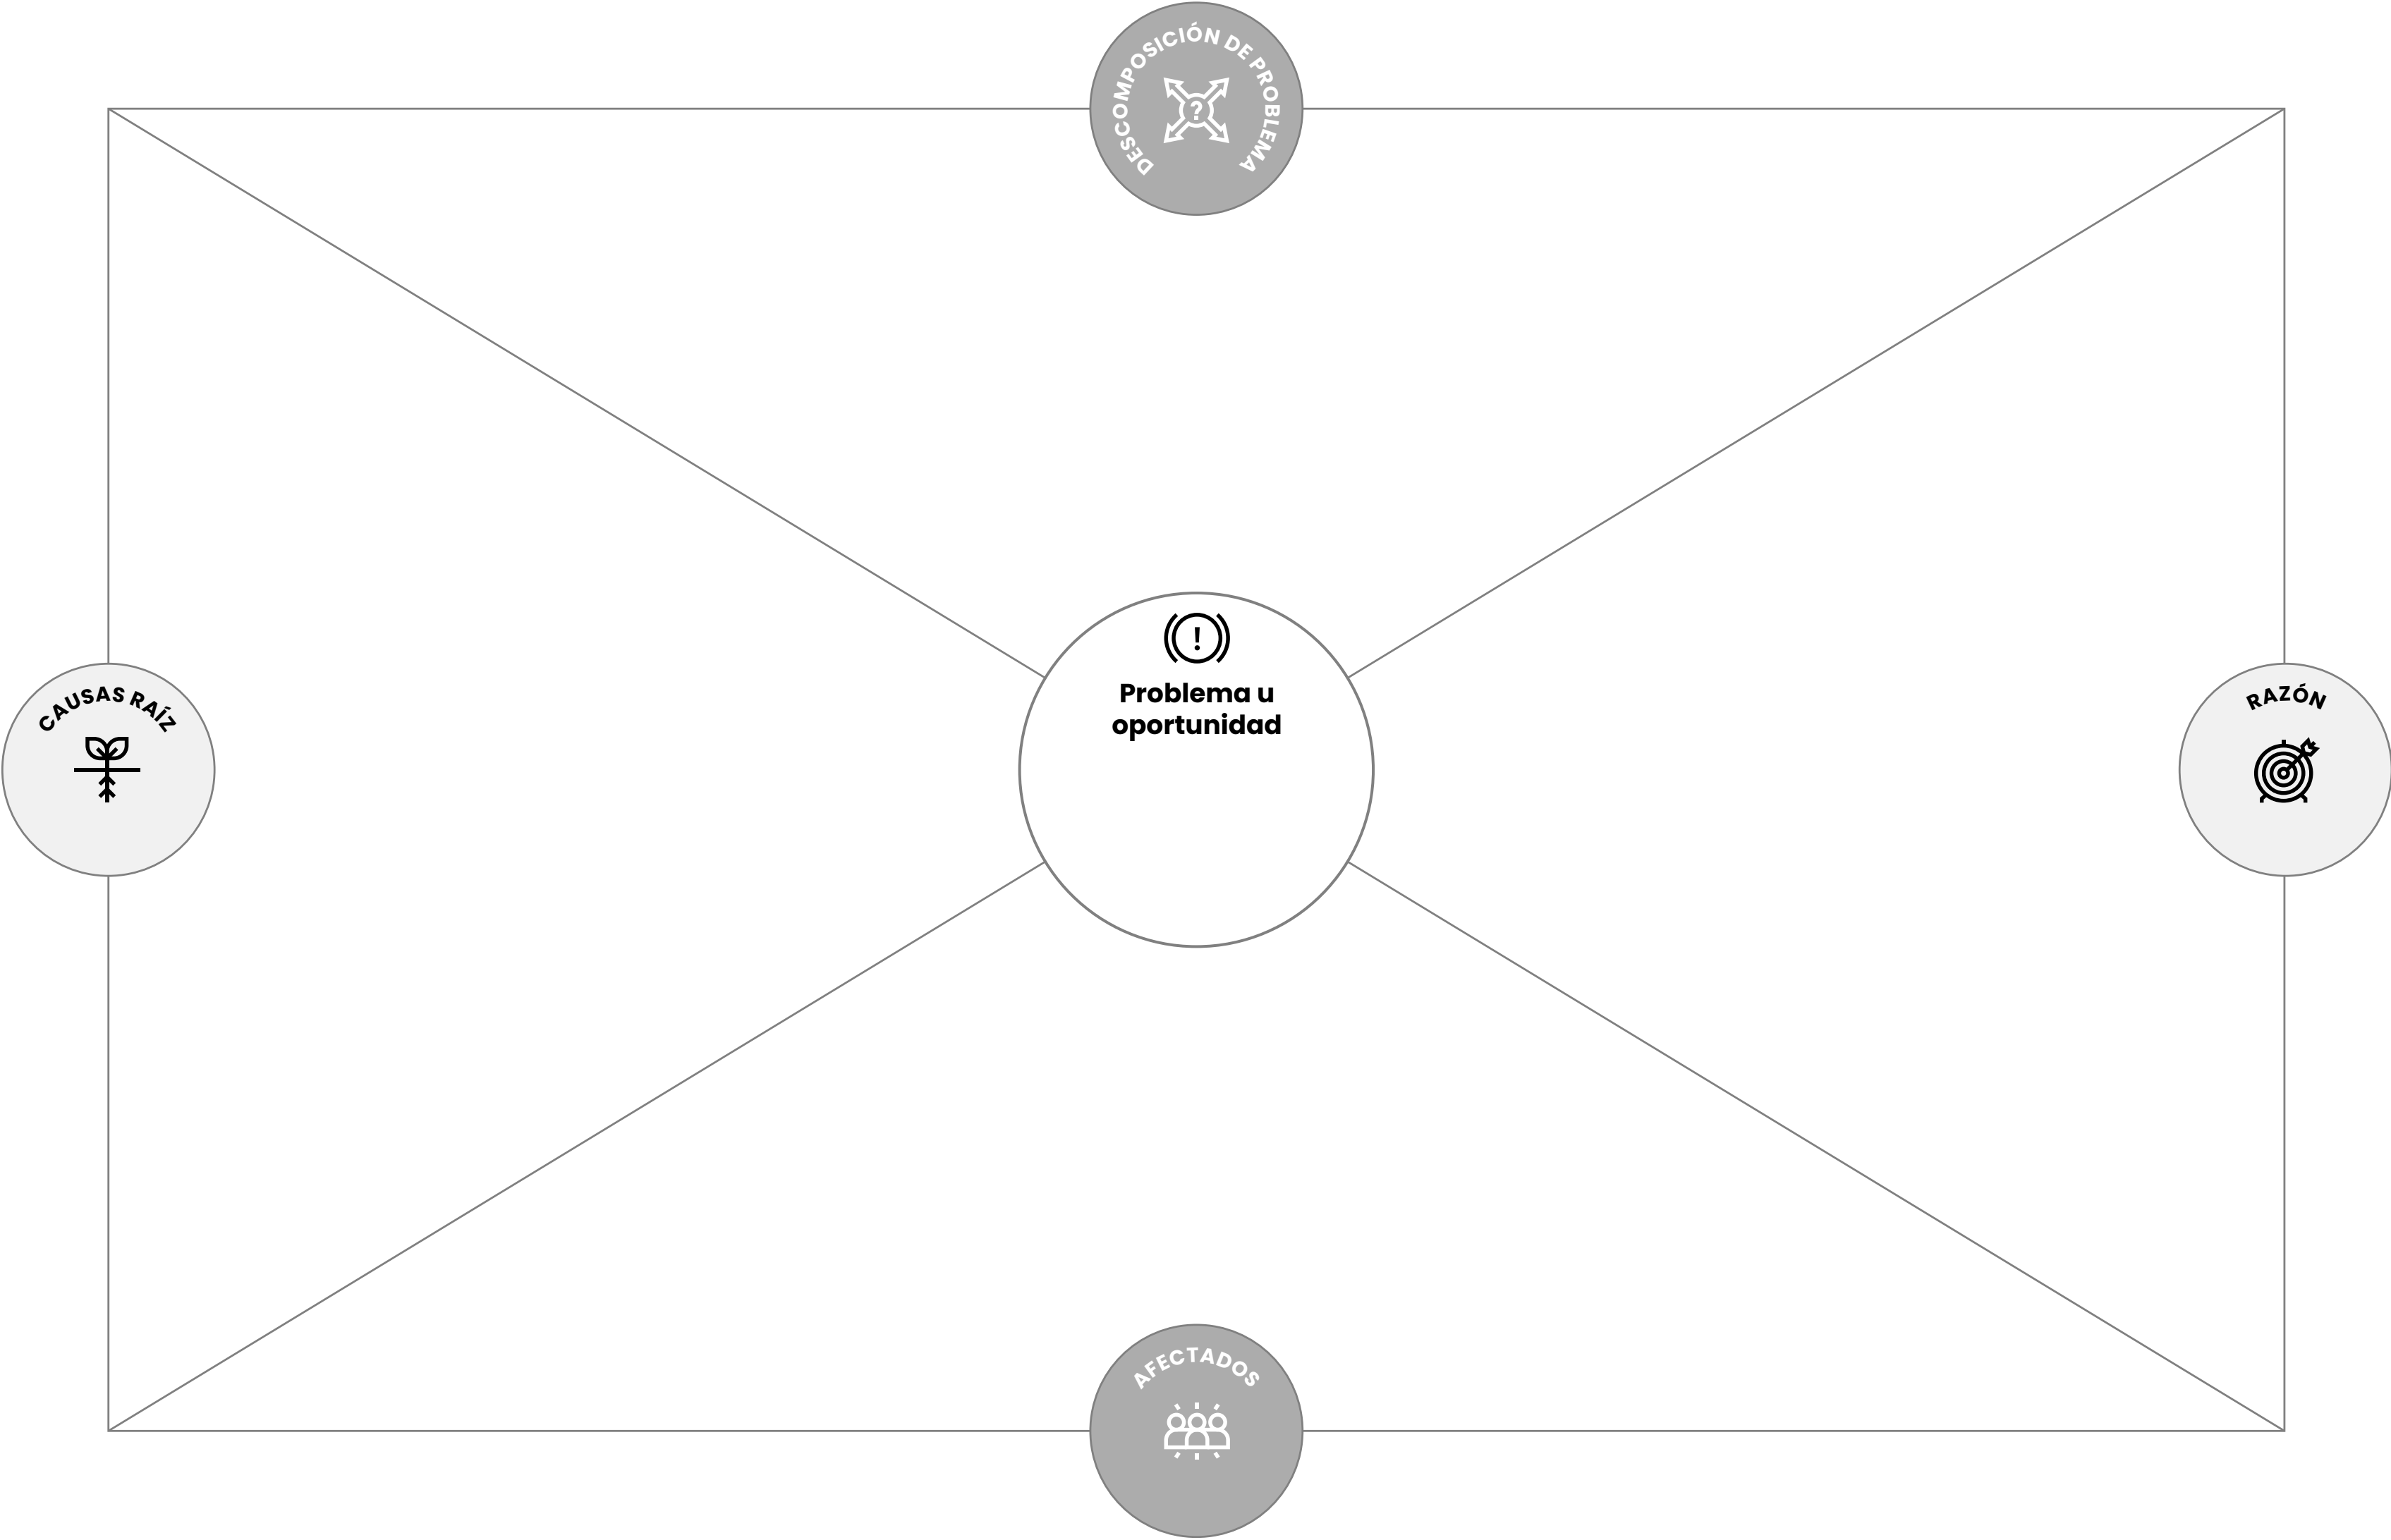 DESCOMPOSICIÓN DE PROBLEMA
?
CAUSAS RAÍZ
!
Problema u
oportunidad
RAZÓN
AFECTADOS